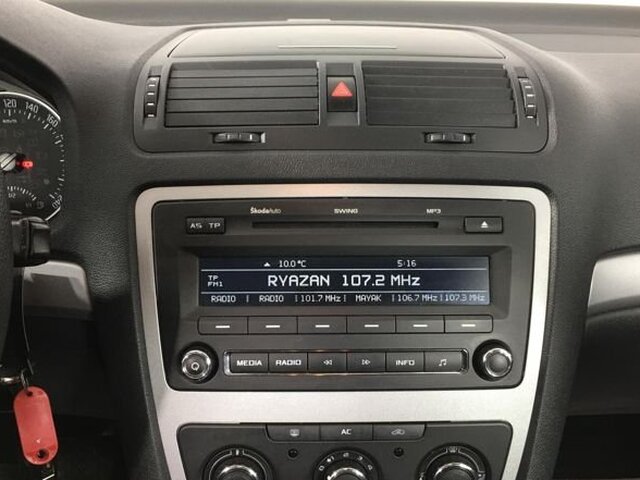 120 140 160
km/h
ŠkodaAuto SWING MP3
AS TP
10.0°C 5:16
TP
FM1
RYAZAN 107.2 MHz
RADIO | RADIO | 101.7 MHz | MAYAK | 106.7 MHz | 107.3 MHz
MEDIA RADIO INFO
AC